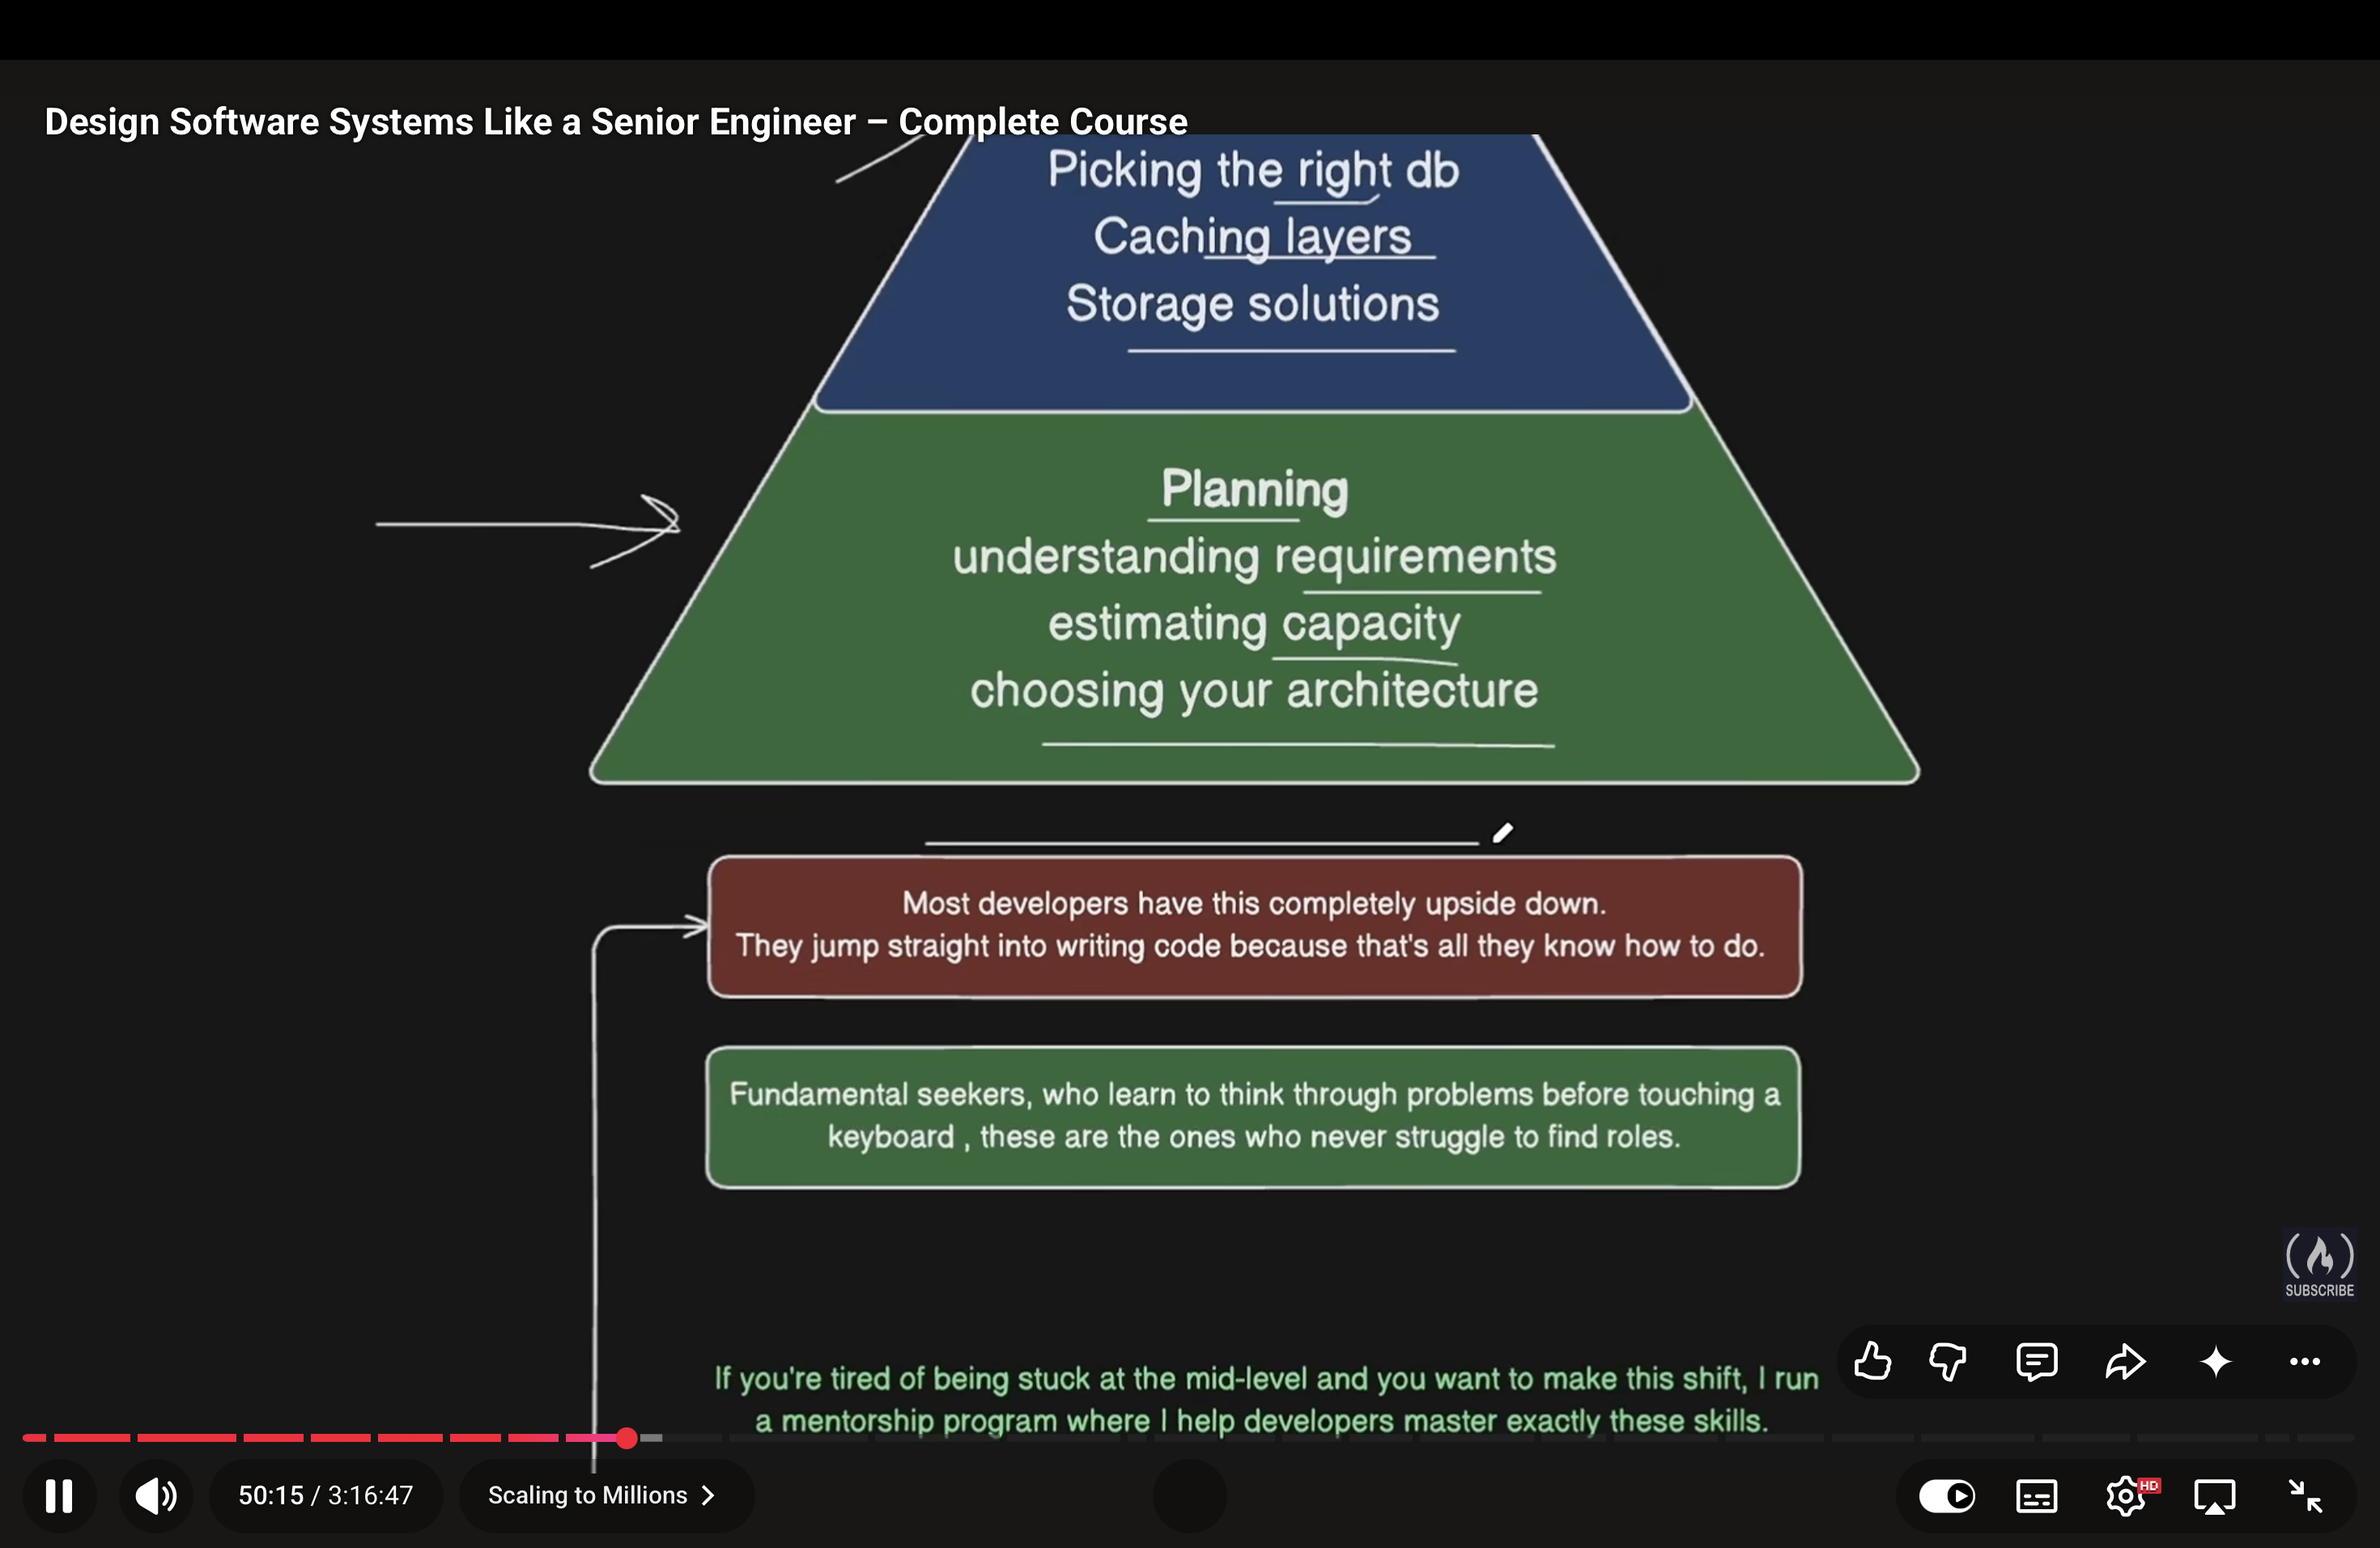 Design Software Systems Like a Senior Engineer – Complete Course
Picking the right db
Caching layers
Storage solutions
Planning
understanding requirements
estimating capacity
choosing your architecture
Most developers have this completely upside down.
They jump straight into writing code because that's all they know how to do.
Fundamental seekers, who learn to think through problems before touching a
keyboard , these are the ones who never struggle to find roles.
SUBSCRIBE
If you're tired of being stuck at the mid-level and you want to make this shift, I run
a mentorship program where I help developers master exactly these skills.
50:15 / 3:16:47
Scaling to Millions
HD